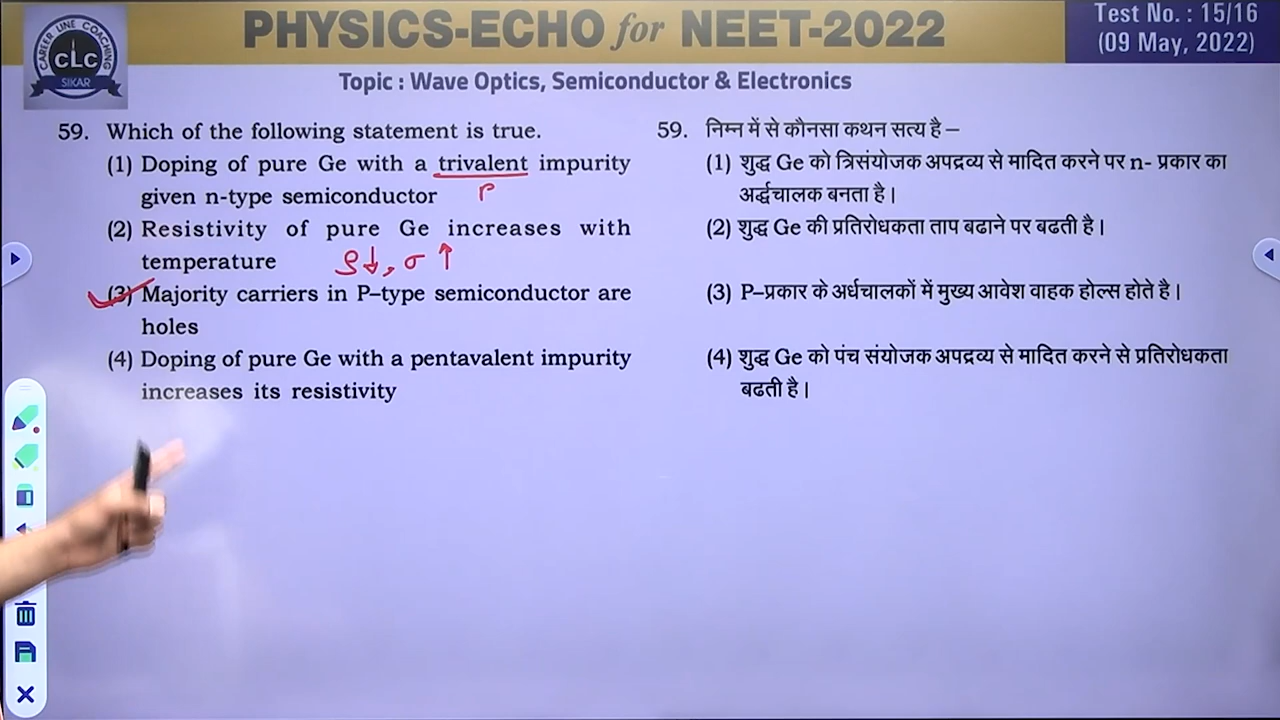 CAREER LINE COACHING
CLC
SIKAR
PHYSICS-ECHO for NEET-2022
Test No. : 15/16
(09 May, 2022)
Topic : Wave Optics, Semiconductor & Electronics
59. Which of the following statement is true.
(1) Doping of pure Ge with a trivalent impurity
given n-type semiconductor
P
(2) Resistivity of pure Ge increases with
temperature
ρ↓, σ↑
(3) Majority carriers in P–type semiconductor are
holes
(4) Doping of pure Ge with a pentavalent impurity
increases its resistivity
59. निम्न में से कौनसा कथन सत्य है –
(1) शुद्ध Ge को त्रिसंयोजक अपद्रव्य से मादित करने पर n- प्रकार का
अर्द्धचालक बनता है।
(2) शुद्ध Ge की प्रतिरोधकता ताप बढाने पर बढती है।
(3) P–प्रकार के अर्धचालकों में मुख्य आवेश वाहक होल्स होते है।
(4) शुद्ध Ge को पंच संयोजक अपद्रव्य से मादित करने से प्रतिरोधकता
बढती है।